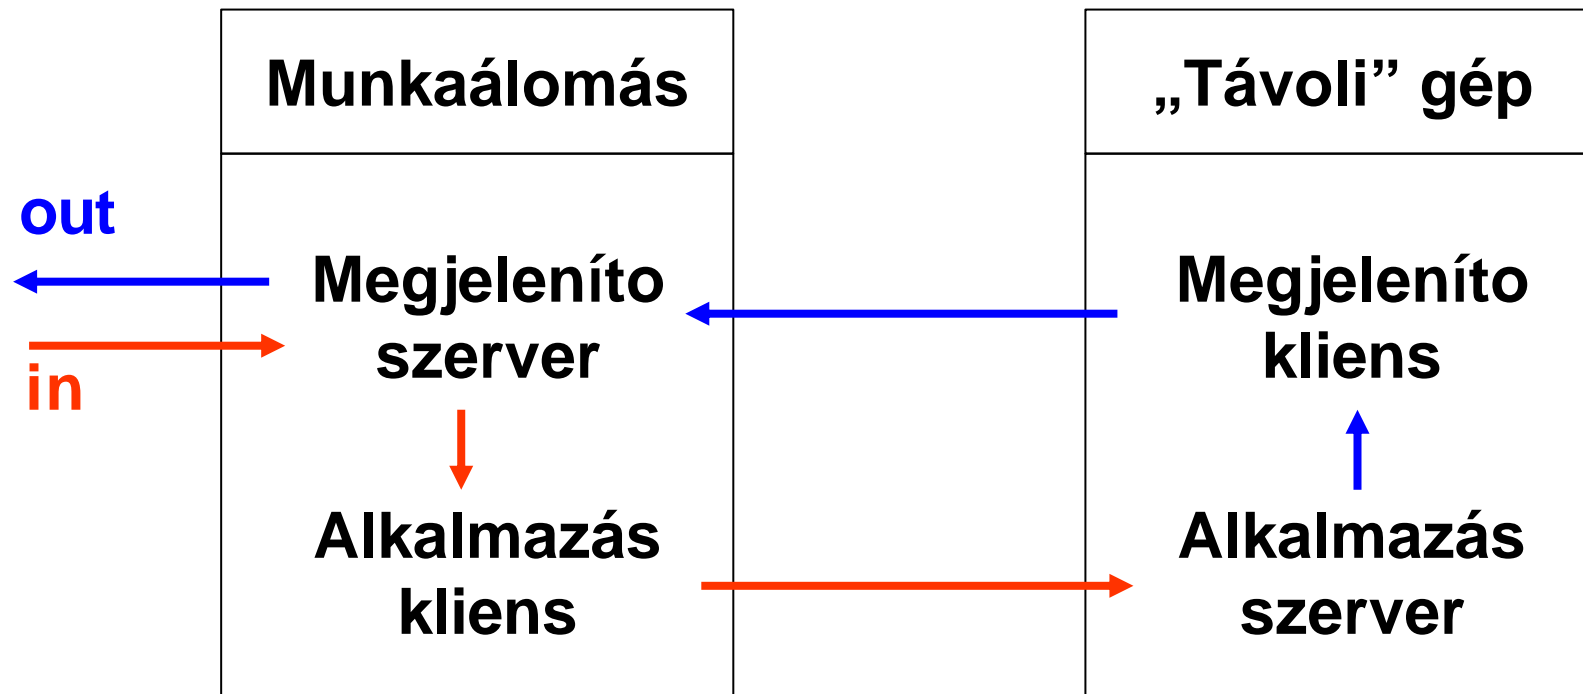 Munkaálomás
„Távoli” gép
out
in
Megjeleníto
szerver
Megjeleníto
kliens
Alkalmazás
kliens
Alkalmazás
szerver